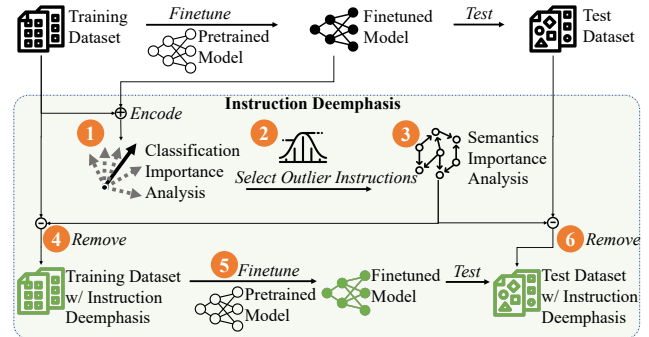 Training
Dataset
Finetune
Pretrained
Model
Finetuned
Model
Test
Test
Dataset
Encode
Instruction Deemphasis
1
Classification
Importance
Analysis
2
Select Outlier Instructions
3
Semantics
Importance
Analysis
4
Remove
6
Remove
Training Dataset
w/ Instruction
Deemphasis
5
Finetune
Pretrained
Model
Finetuned
Model
Test
Test Dataset
w/ Instruction
Deemphasis